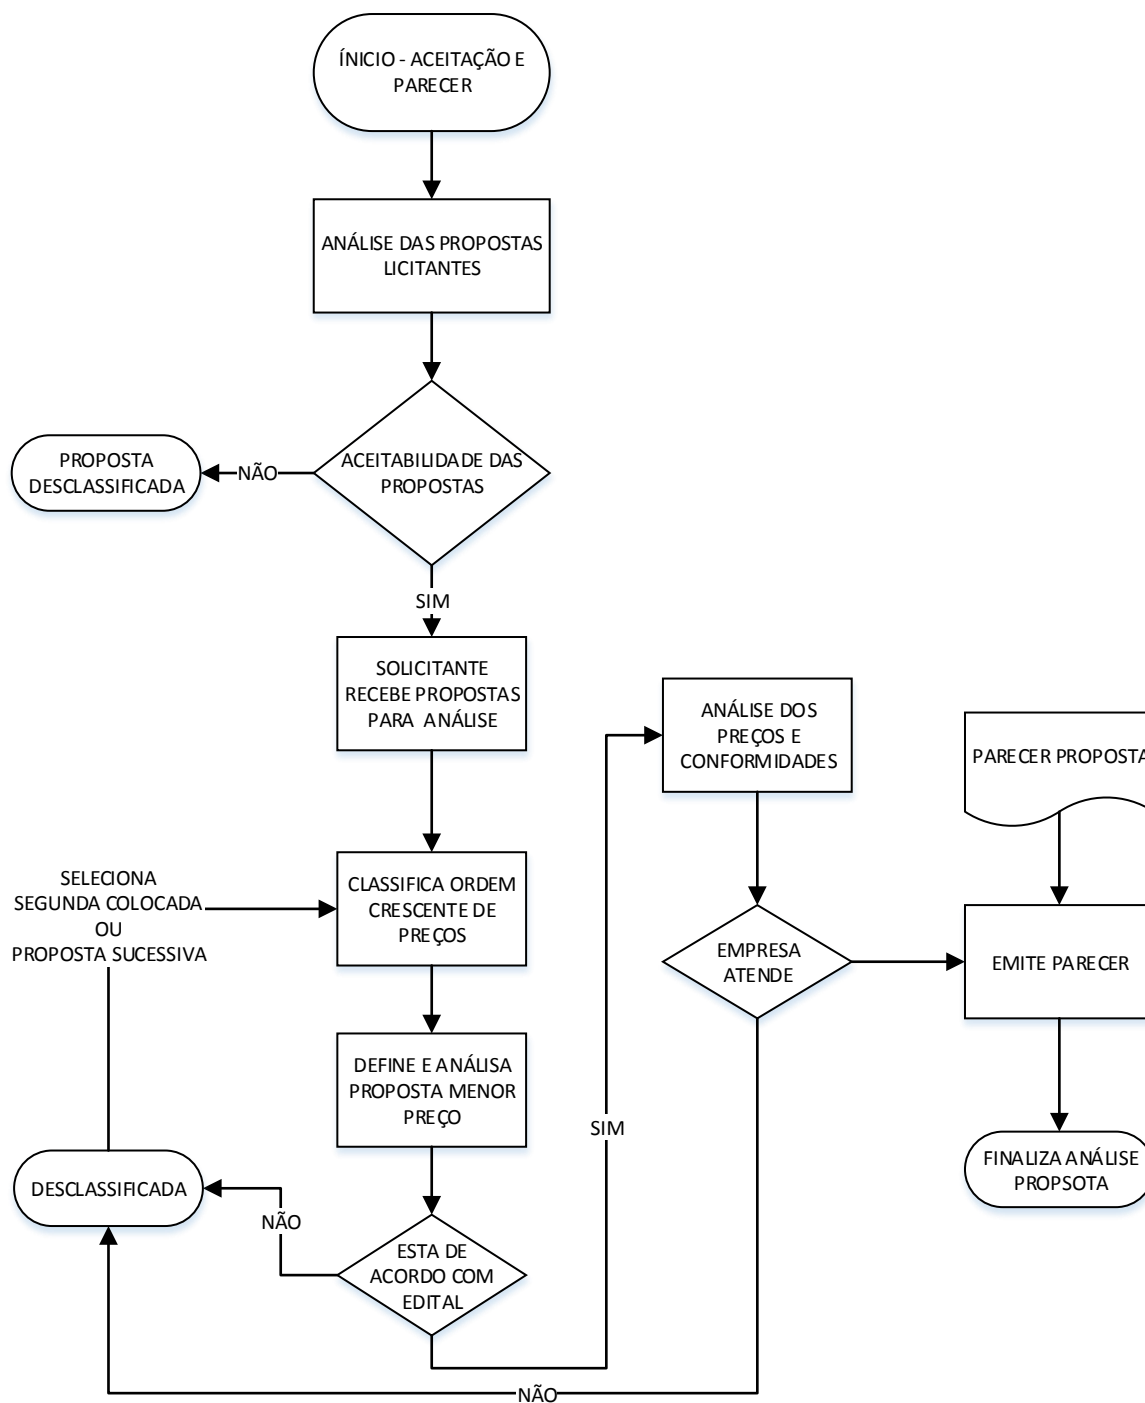 ÍNICIO - ACEITAÇÃO E
PARECER
ANÁLISE DAS PROPOSTAS
LICITANTES
ACEITABILIDADE DAS
PROPOSTAS
NÃO
PROPOSTA
DESCLASSIFICADA
SIM
SOLICITANTE
RECEBE PROPOSTAS
PARA ANÁLISE
CLASSIFICA ORDEM
CRESCENTE DE
PREÇOS
SELECIONA
SEGUNDA COLOCADA
OU
PROPOSTA SUCESSIVA
DEFINE E ANÁLISA
PROPOSTA MENOR
PREÇO
DESCLASSIFICADA
NÃO
ESTA DE
ACORDO COM
EDITAL
SIM
ANÁLISE DOS
PREÇOS E
CONFORMIDADES
EMPRESA
ATENDE
NÃO
PARECER PROPOSTA
EMITE PARECER
FINALIZA ANÁLISE
PROPSOTA